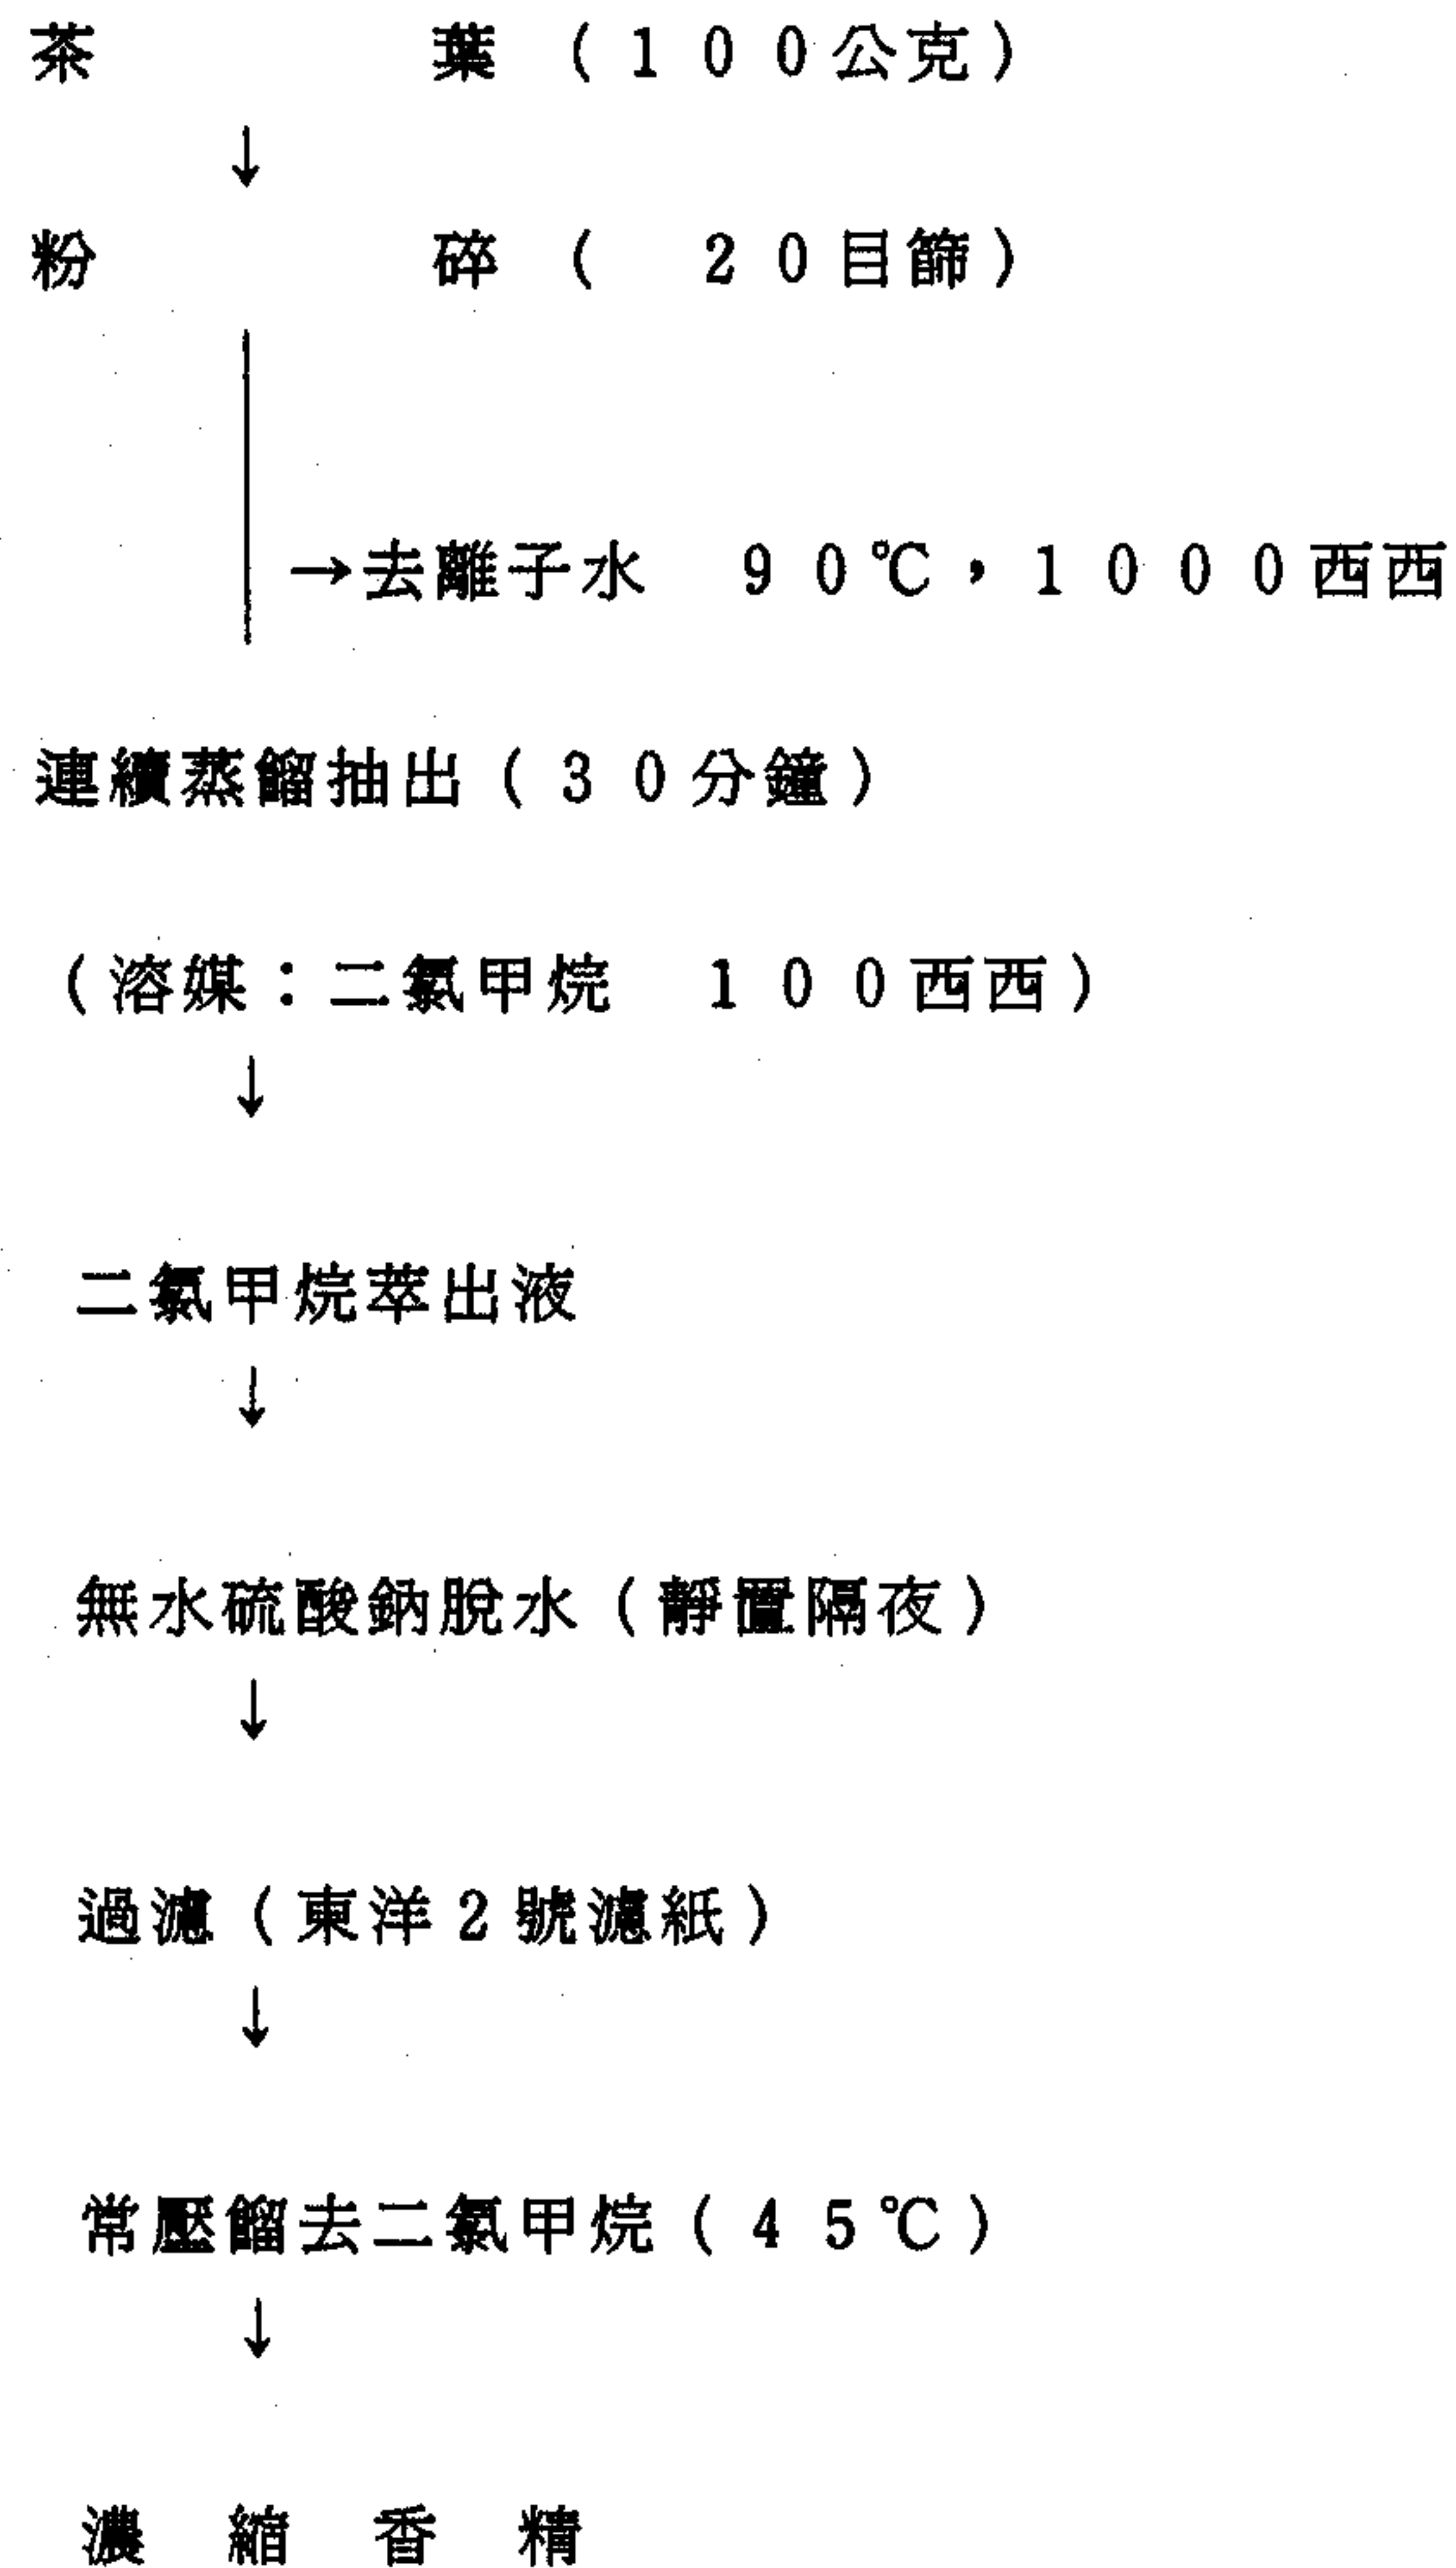 茶　　　　葉（100公克）
↓
粉　　　　碎（ 20目篩）
→去離子水 90℃，1000西西
連續蒸餾抽出（30分鐘）
（溶媒：二氯甲烷 100西西）
↓
二氯甲烷萃出液
↓
無水硫酸鈉脫水（靜置隔夜）
↓
過濾（東洋2號濾紙）
↓
常壓餾去二氯甲烷（45℃）
↓
濃 縮 香 精